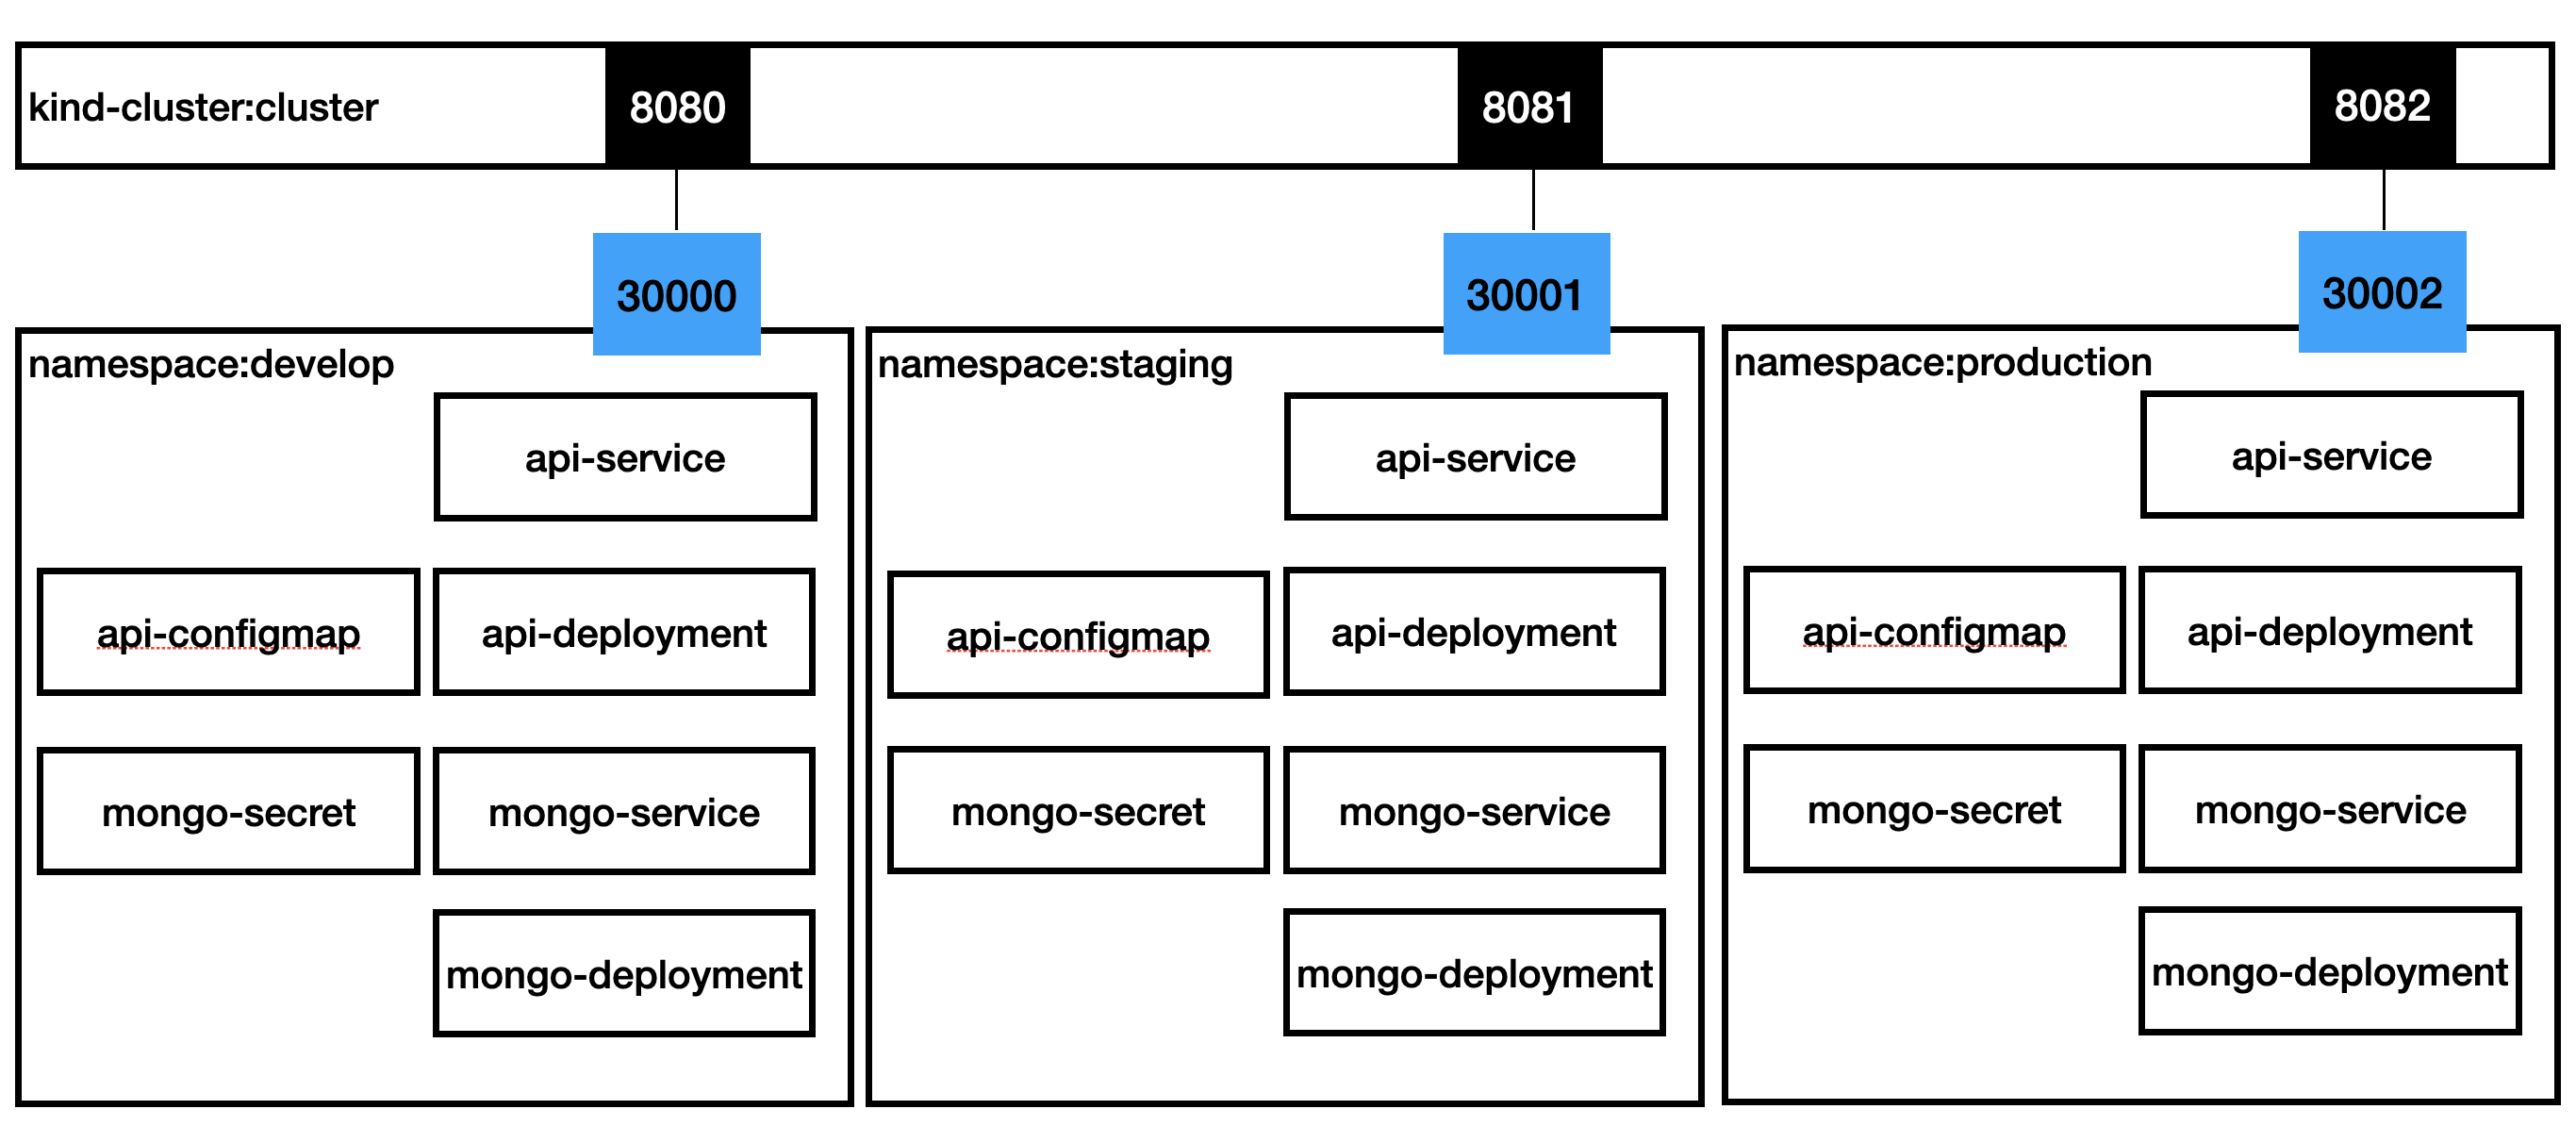 kind-cluster:cluster
8080
8081
8082
30000
30001
30002
namespace:develop
api-service
api-configmap
api-deployment
mongo-secret
mongo-service
mongo-deployment
namespace:staging
api-service
api-configmap
api-deployment
mongo-secret
mongo-service
mongo-deployment
namespace:production
api-service
api-configmap
api-deployment
mongo-secret
mongo-service
mongo-deployment